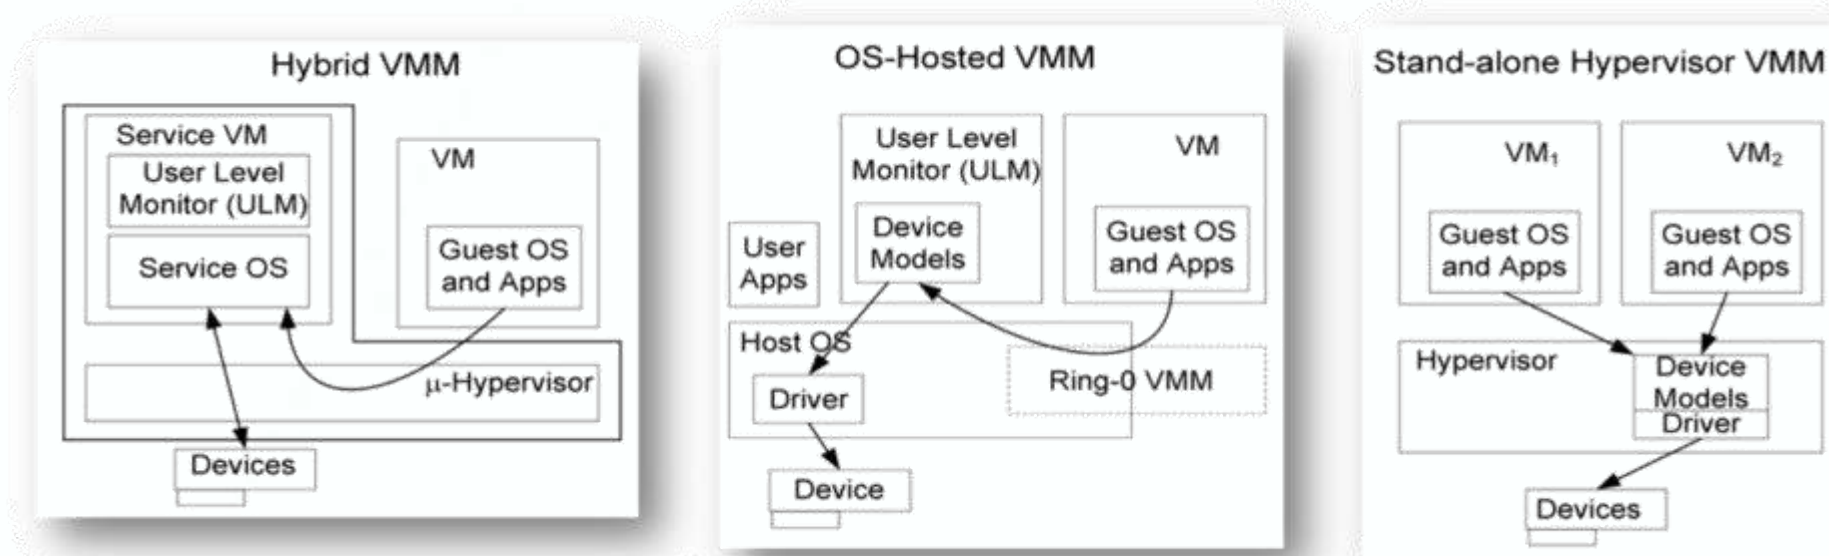 Hybrid VMM
Service VM
User Level
Monitor (ULM)
Service OS
VM
Guest OS
and Apps
μ-Hypervisor
Devices
OS-Hosted VMM
User Level
Monitor (ULM)
VM
Device
Models
Guest OS
and Apps
User
Apps
Host OS
Driver
Ring-0 VMM
Device
Stand-alone Hypervisor VMM
VM₁
VM₂
Guest OS
and Apps
Guest OS
and Apps
Hypervisor
Device
Models
Driver
Devices